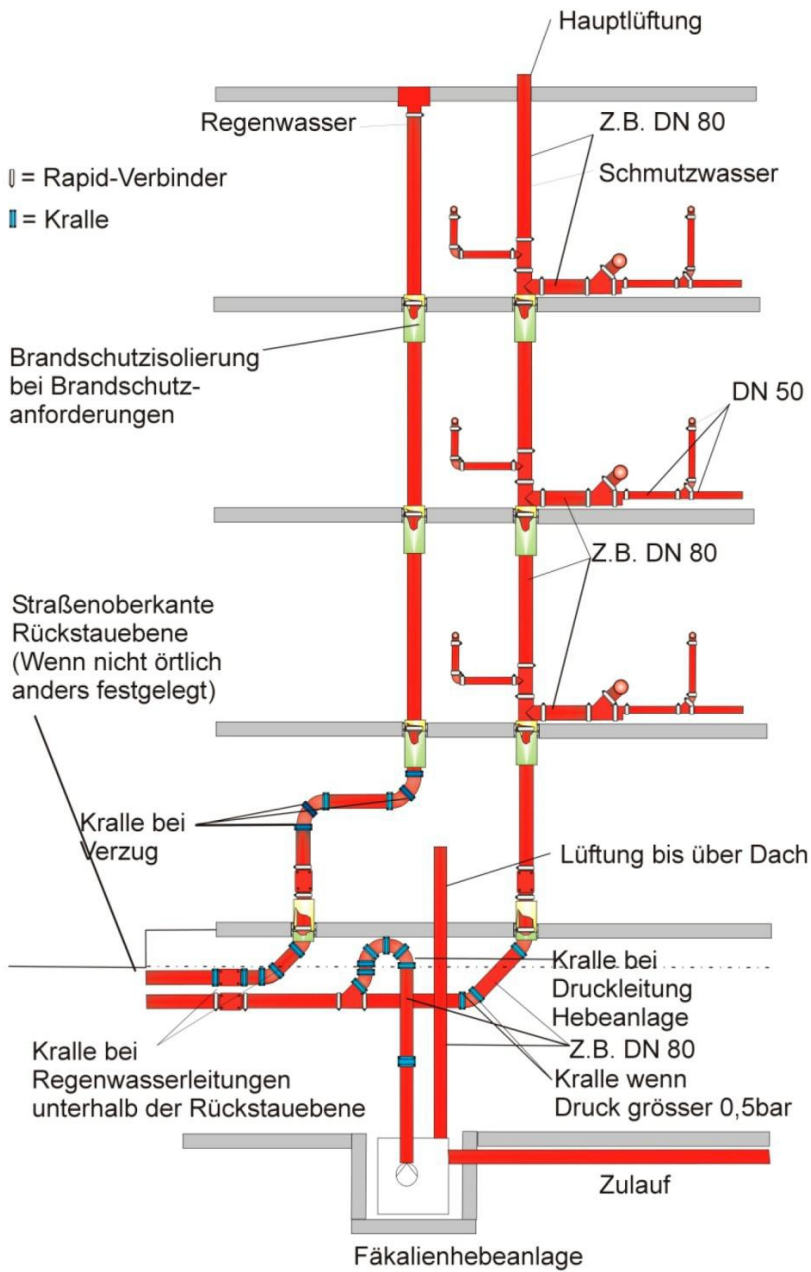 Hauptlüftung
Regenwasser
Z.B. DN 80
= Rapid-Verbinder
Schmutzwasser
= Kralle
Brandschutzisolierung
bei Brandschutz-
anforderungen
DN 50
Z.B. DN 80
Straßenoberkante
Rückstauebene
(Wenn nicht örtlich
anders festgelegt)
Kralle bei
Verzug
Lüftung bis über Dach
Kralle bei
Druckleitung
Hebeanlage
Z.B. DN 80
Kralle wenn
Druck grösser 0,5bar
Kralle bei
Regenwasserleitungen
unterhalb der Rückstauebene
Zulauf
Fäkalienhebeanlage